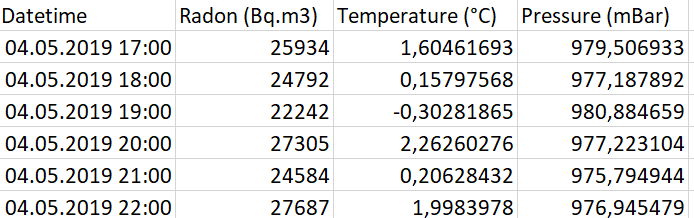 Datetime Radon (Bq.m3) Temperature (°C) Pressure (mBar)
04.05.2019 17:00 25934 1,60461693 979,506933
04.05.2019 18:00 24792 0,15797568 977,187892
04.05.2019 19:00 22242 -0,30281865 980,884659
04.05.2019 20:00 27305 2,26260276 977,223104
04.05.2019 21:00 24584 0,20628432 975,794944
04.05.2019 22:00 27687 1,9983978 976,945479